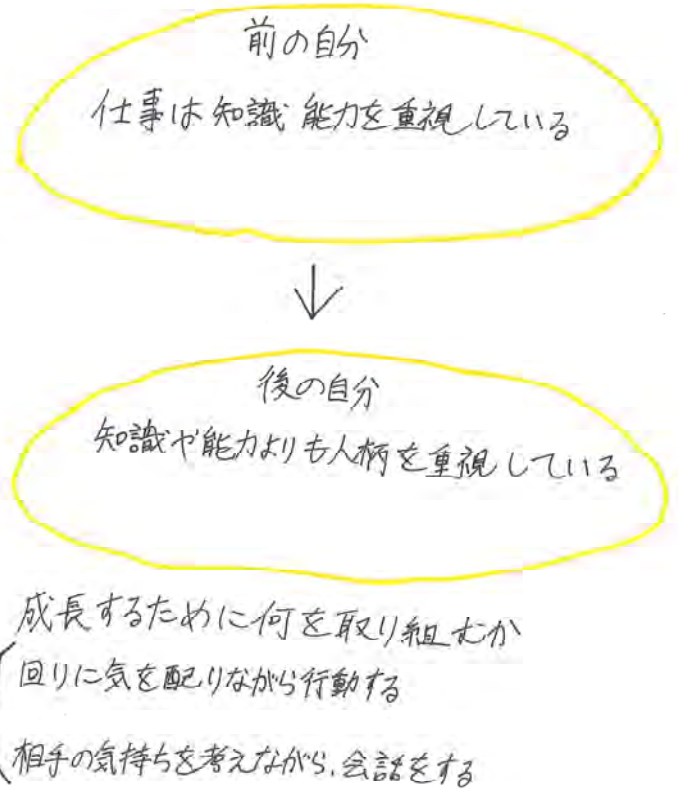 前の自分
仕事は知識 能力を重視している
↓
後の自分
知識や能力よりも人柄を重視している
成長するために何を取り組むか
回りに気を配りながら行動する
相手の気持ちを考えながら、会話をする